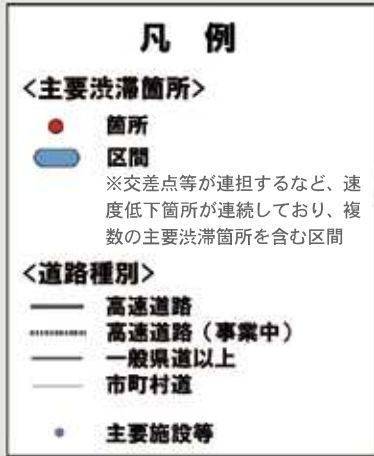 凡 例
<主要渋滞箇所>
箇所
区間
※交差点等が連担するなど、速
度低下箇所が連続しており、複
数の主要渋滞箇所を含む区間
<道路種別>
高速道路
高速道路（事業中）
一般県道以上
市町村道
主要施設等